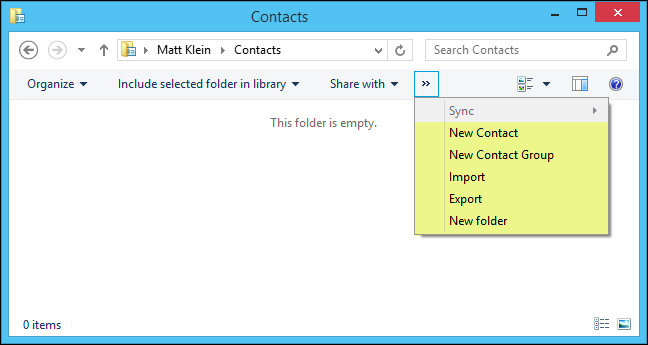 Contacts
Matt Klein Contacts Search Contacts
Organize Include selected folder in library Share with »
This folder is empty.
Sync
New Contact
New Contact Group
Import
Export
New folder
0 items